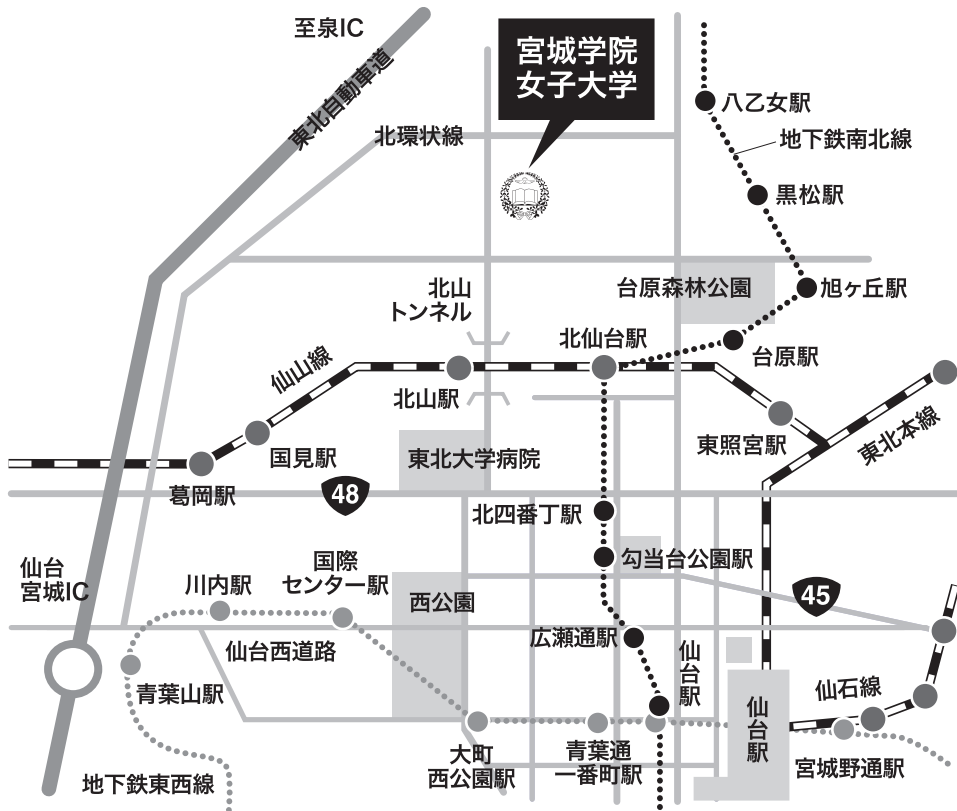 至泉IC
宮城学院
女子大学
東北自動車道
北環状線
八乙女駅
地下鉄南北線
黒松駅
北山
トンネル
台原森林公園
旭ヶ丘駅
北仙台駅
台原駅
仙山線
北山駅
国見駅
東北大学病院
東照宮駅
東北本線
葛岡駅
48
北四番丁駅
仙台
宮城IC
川内駅
国際
センター駅
西公園
勾当台公園駅
45
仙台西道路
広瀬通駅
仙台駅
青葉山駅
仙台駅
仙石線
大町
西公園駅
青葉通
一番町駅
宮城野通駅
地下鉄東西線